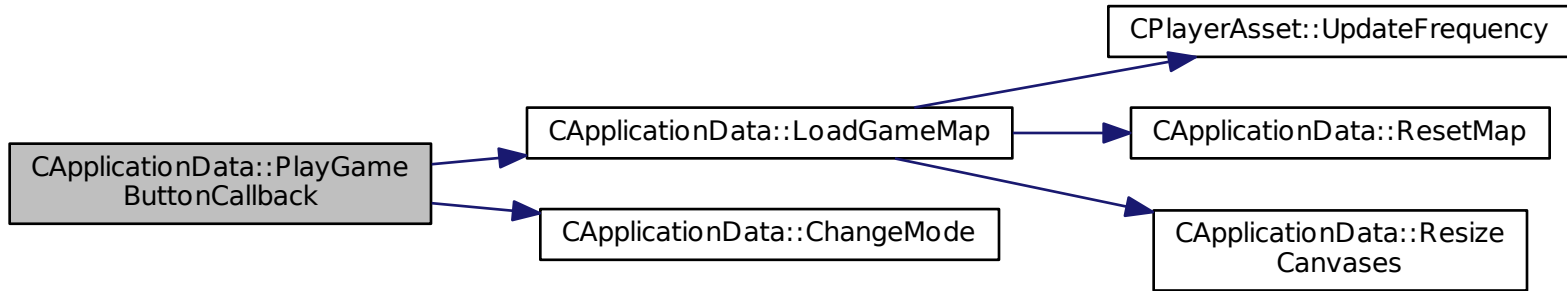 CApplicationData::PlayGame
ButtonCallback
CApplicationData::LoadGameMap
CApplicationData::ChangeMode
CPlayerAsset::UpdateFrequency
CApplicationData::ResetMap
CApplicationData::Resize
Canvases